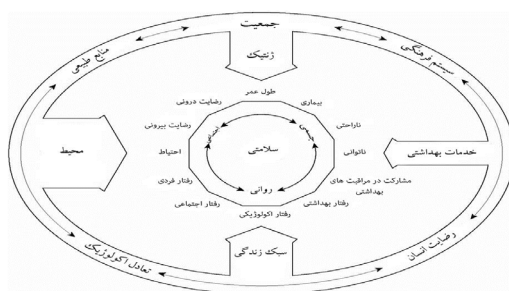 جمعیت
ژنتیک
منابع طبیعی
سیستم فرهنگی
طول عمر
رضایت درونی
بیماری
رضایت بیرونی
ناراحتی
اجتماعی
جسمی
محیط
احتیاط
سلامتی
ناتوانی
خدمات بهداشتی
رفتار فردی
روانی
مشارکت در مراقبت های
بهداشتی
رفتار اجتماعی
رفتار بهداشتی
رفتار اکولوژیکی
سبک زندگی
تعادل اکولوژیک
رضایت انسان